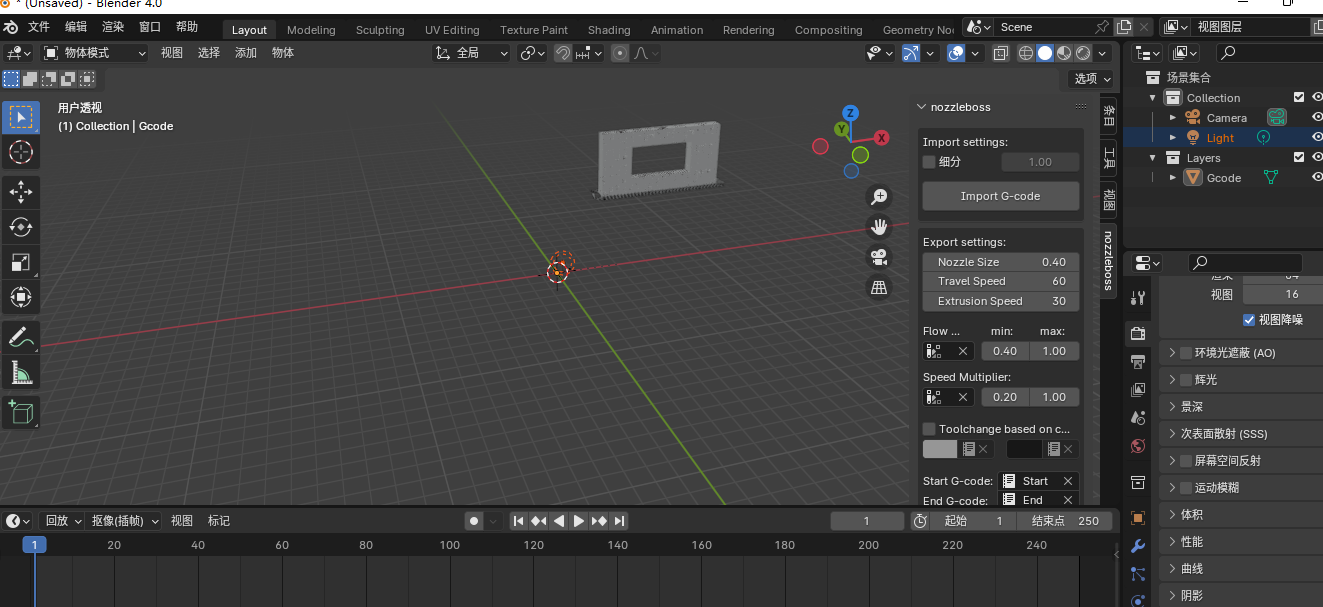 * (Unsaved) - Blender 4.0
文件 编辑 渲染 窗口 帮助 Layout Modeling Sculpting UV Editing Texture Paint Shading Animation Rendering Compositing Geometry No Scene 视图图层
物体模式 视图 选择 添加 物体 全局
选项
用户透视
(1) Collection | Gcode
Z
Y
X
nozzleboss
Import settings:
细分 1.00
Import G-code
Export settings:
Nozzle Size 0.40
Travel Speed 60
Extrusion Speed 30
Flow ... min: max:
0.40 1.00
Speed Multiplier:
0.20 1.00
Toolchange based on c...
Start G-code: Start
End G-code: End
条目
工具
视图
nozzleboss
场景集合
Collection
Camera
Light
Layers
Gcode
渲染 64
视图 16
视图降噪
环境光遮蔽 (AO)
辉光
景深
次表面散射 (SSS)
屏幕空间反射
运动模糊
体积
性能
曲线
阴影
回放 抠像(插帧) 视图 标记 1 起始 1 结束点 250
1 20 40 60 80 100 120 140 160 180 200 220 240